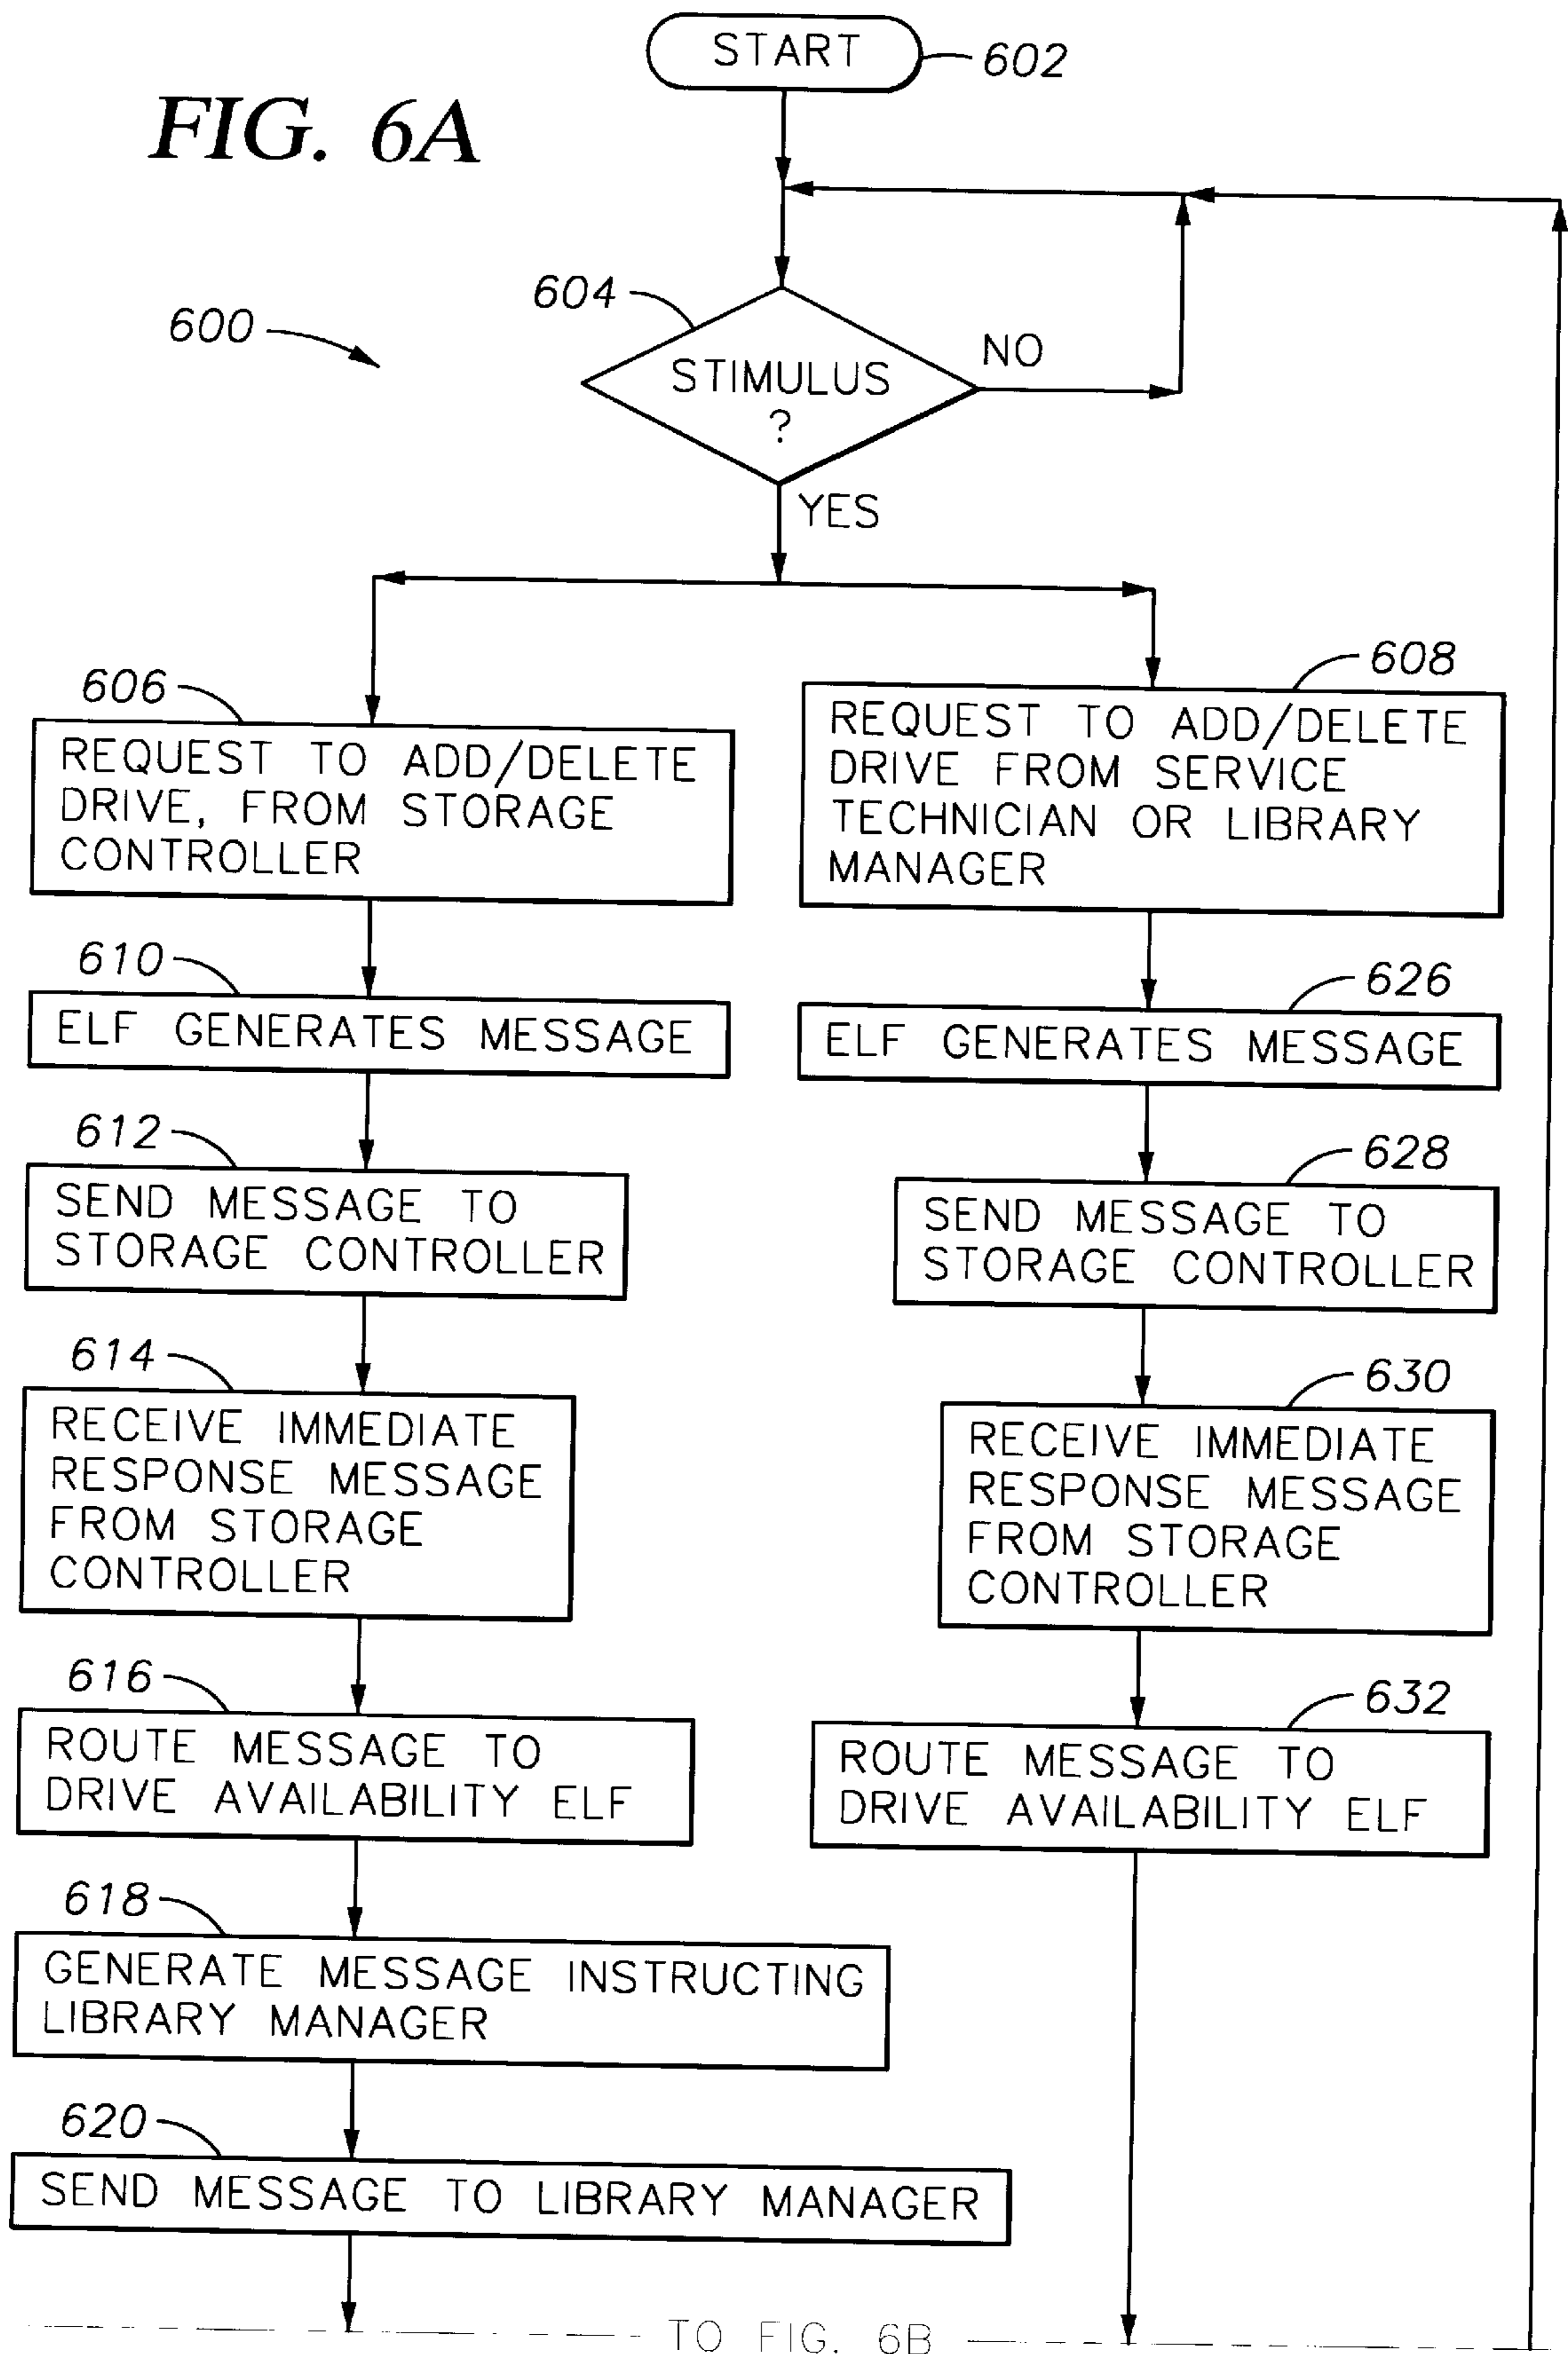 START
602
FIG. 6A
604
600
STIMULUS
?
NO
YES
606
REQUEST TO ADD/DELETE
DRIVE, FROM STORAGE
CONTROLLER
608
REQUEST TO ADD/DELETE
DRIVE FROM SERVICE
TECHNICIAN OR LIBRARY
MANAGER
610
ELF GENERATES MESSAGE
626
ELF GENERATES MESSAGE
612
SEND MESSAGE TO
STORAGE CONTROLLER
628
SEND MESSAGE TO
STORAGE CONTROLLER
614
RECEIVE IMMEDIATE
RESPONSE MESSAGE
FROM STORAGE
CONTROLLER
630
RECEIVE IMMEDIATE
RESPONSE MESSAGE
FROM STORAGE
CONTROLLER
616
ROUTE MESSAGE TO
DRIVE AVAILABILITY ELF
632
ROUTE MESSAGE TO
DRIVE AVAILABILITY ELF
618
GENERATE MESSAGE INSTRUCTING
LIBRARY MANAGER
620
SEND MESSAGE TO LIBRARY MANAGER
TO FIG. 6B